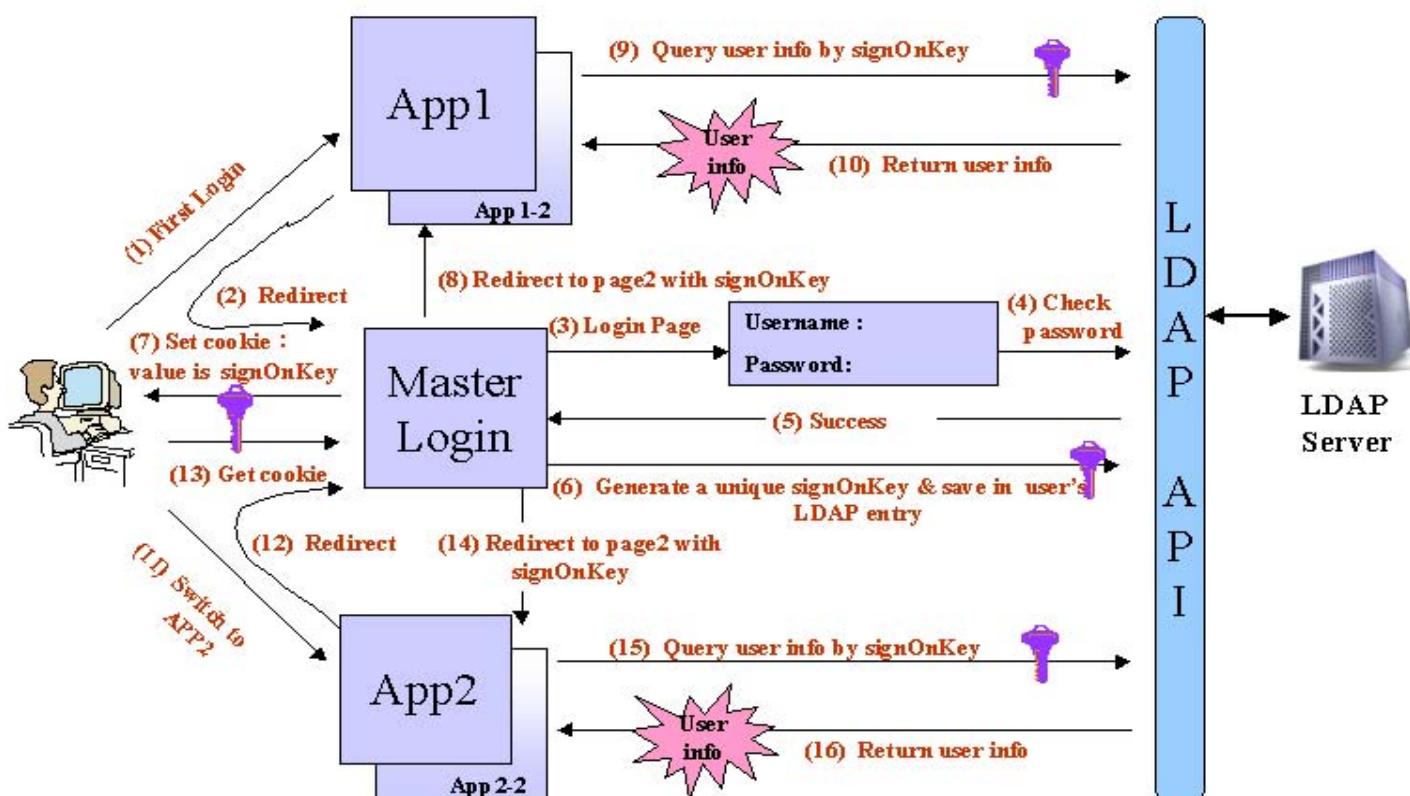 App1
App 1-2
(9) Query user info by signOnKey
User
info
(10) Return user info
(1) First Login
(2) Redirect
(8) Redirect to page2 with signOnKey
(3) Login Page
Username :
Password:
(4) Check
password
(7) Set cookie :
value is signOnKey
Master
Login
(5) Success
(13) Get cookie
(6) Generate a unique signOnKey & save in user's
LDAP entry
(12) Redirect
(14) Redirect to page2 with
signOnKey
(11) Switch to
APP2
App2
App 2-2
(15) Query user info by signOnKey
User
info
(16) Return user info
L
D
A
P
A
P
I
LDAP
Server